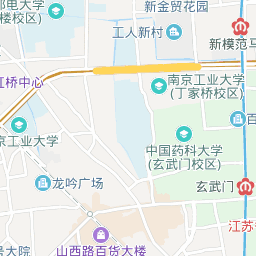 邮电大学
楼校区)
新金贸花园
工人新村
新模范马
虹桥中心
南京工业大学
(丁家桥校区)
京工业大学
中国药科大学
(玄武门校区)
龙吟广场
玄武门
江苏
山西路百货大楼
大院